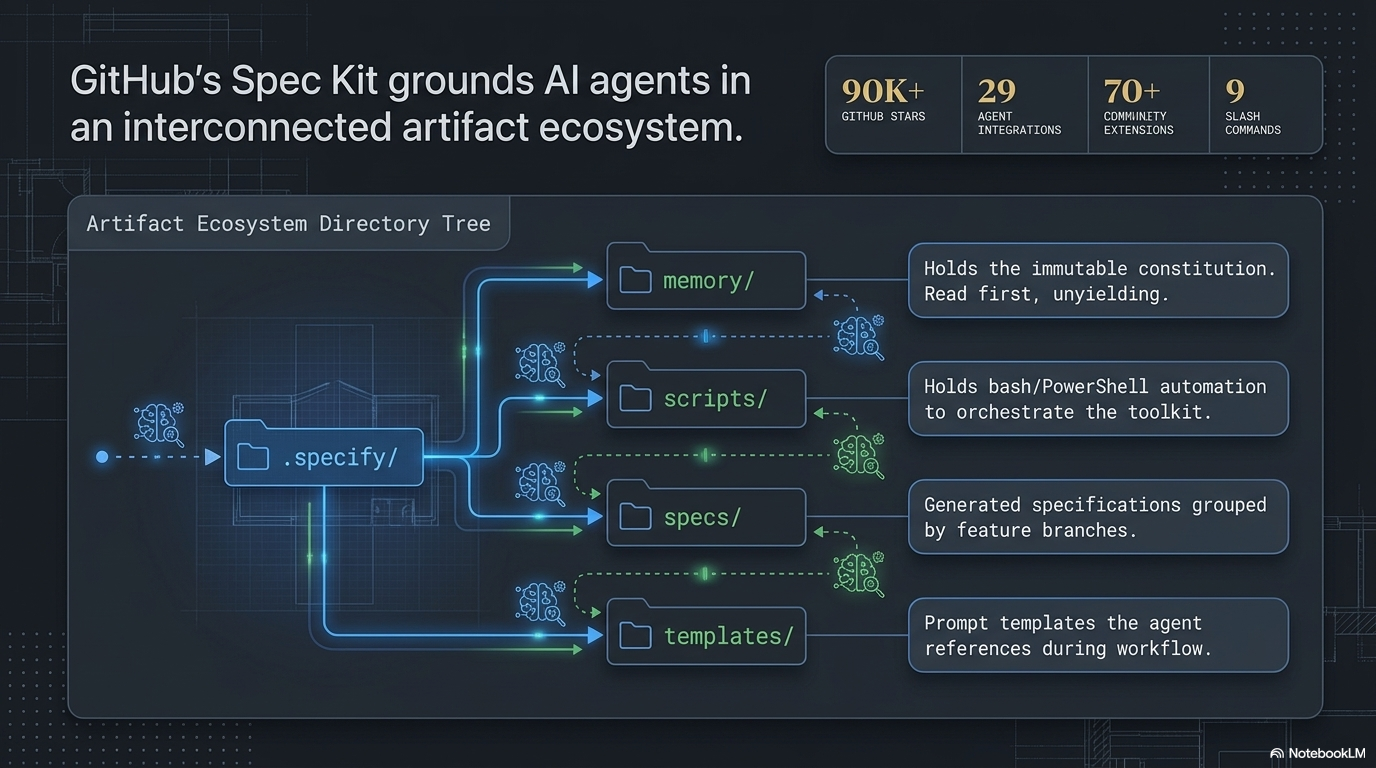 GitHub’s Spec Kit grounds AI agents in
an interconnected artifact ecosystem.
90K+
GITHUB STARS
29
AGENT
INTEGRATIONS
70+
COMMUNITY
EXTENSIONS
9
SLASH
COMMANDS
Artifact Ecosystem Directory Tree
.specify/
memory/
Holds the immutable constitution.
Read first, unyielding.
scripts/
Holds bash/PowerShell automation
to orchestrate the toolkit.
specs/
Generated specifications grouped
by feature branches.
templates/
Prompt templates the agent
references during workflow.
NotebookLM